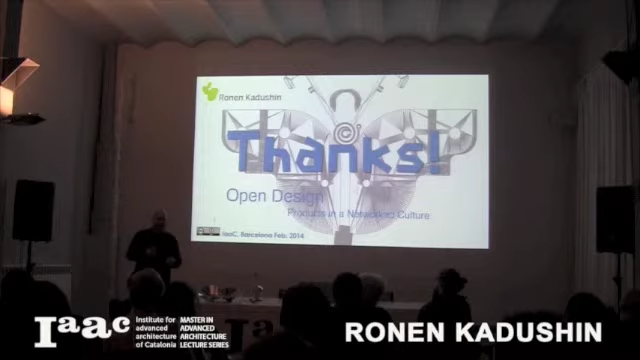 Ronen Kadushin
Thanks!
Open Design
Products in a Networked Culture
IaaC, Barcelona Feb. 2014
Iaac
Institute for
advanced
architecture
of Catalonia
MASTER IN
ADVANCED
ARCHITECTURE
LECTURE SERIES
RONEN KADUSHIN